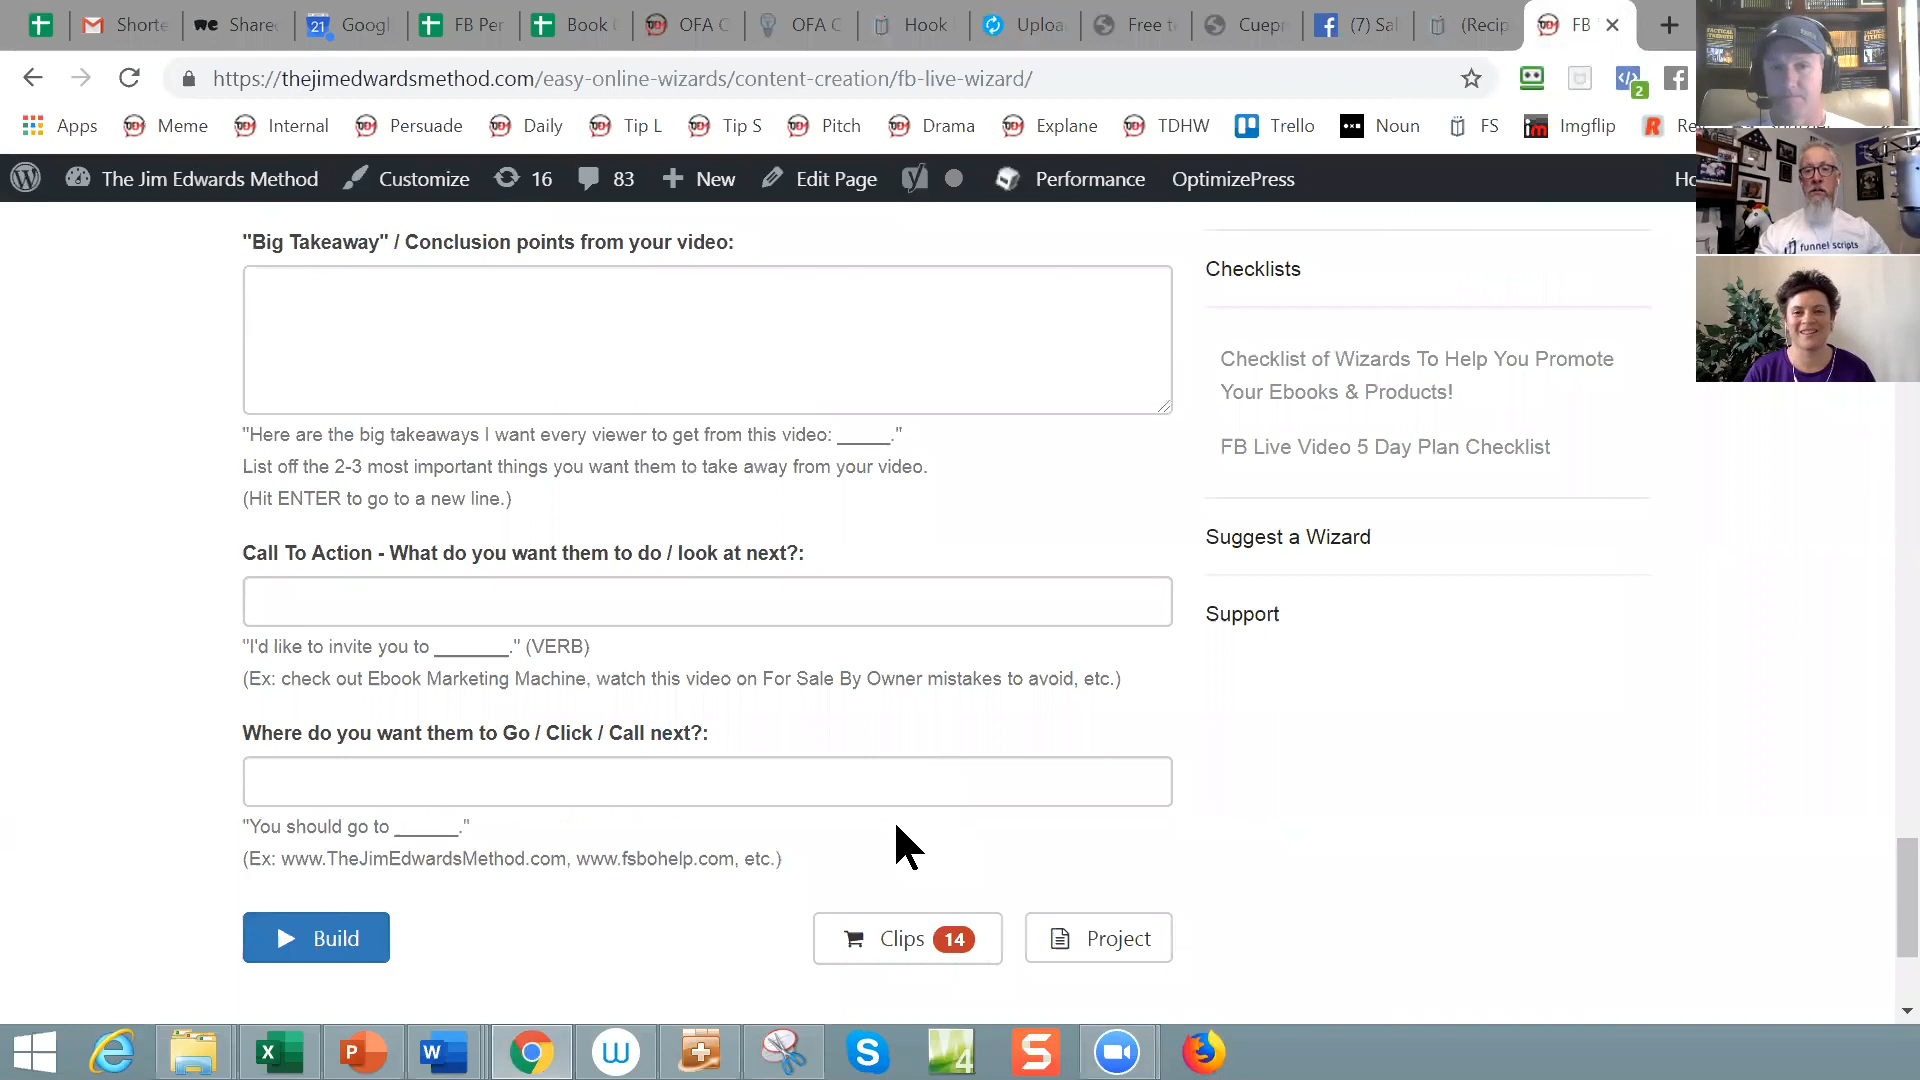 Shorte
Share
21 Googl
FB Per
Book
OFA C
OFA C
Hook
Uploa
Free t
Cuepr
(7) Sal
(Recip
FB
https://thejimedwardsmethod.com/easy-online-wizards/content-creation/fb-live-wizard/
2
Apps Meme Internal Persuade Daily Tip L Tip S Pitch Drama Explane TDHW Trello Noun FS Imgflip
The Jim Edwards Method Customize 16 83 New Edit Page Performance OptimizePress
"Big Takeaway" / Conclusion points from your video:
"Here are the big takeaways I want every viewer to get from this video: _____."
List off the 2-3 most important things you want them to take away from your video.
(Hit ENTER to go to a new line.)
Call To Action - What do you want them to do / look at next?:
"I'd like to invite you to _______." (VERB)
(Ex: check out Ebook Marketing Machine, watch this video on For Sale By Owner mistakes to avoid, etc.)
Where do you want them to Go / Click / Call next?:
"You should go to ______."
(Ex: www.TheJimEdwardsMethod.com, www.fsbohelp.com, etc.)
Build
Clips 14
Project
Checklists
Checklist of Wizards To Help You Promote
Your Ebooks & Products!
FB Live Video 5 Day Plan Checklist
Suggest a Wizard
Support
funnel scripts